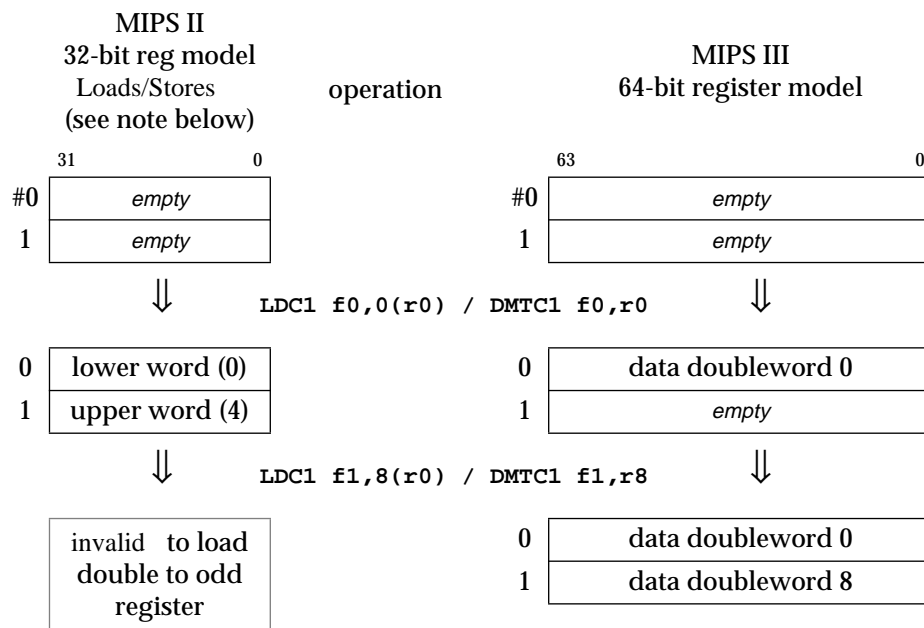 MIPS II
32-bit reg model
Loads/Stores
(see note below)
operation
MIPS III
64-bit register model
31 0
63 0
#0 empty
1 empty
#0 empty
1 empty
⇓ LDC1 f0,0(r0) / DMTC1 f0,r0 ⇓
0 lower word (0)
1 upper word (4)
0 data doubleword 0
1 empty
⇓ LDC1 f1,8(r0) / DMTC1 f1,r8 ⇓
invalid to load
double to odd
register
0 data doubleword 0
1 data doubleword 8